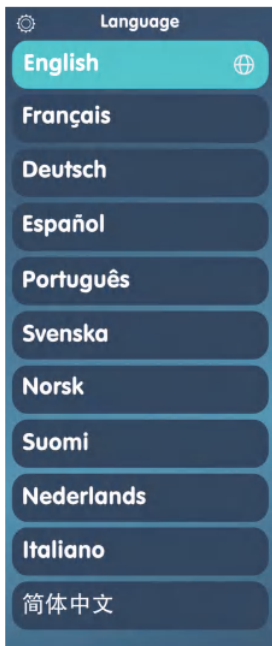 Language
English
Français
Deutsch
Español
Português
Svenska
Norsk
Suomi
Nederlands
Italiano
简体中文